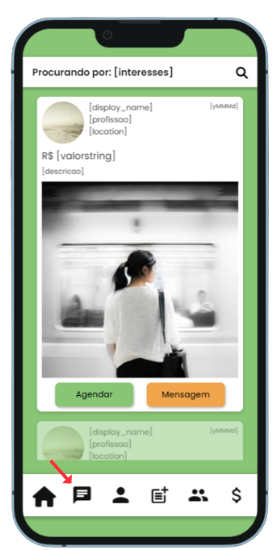 Procurando por: [interesses]
[display_name] [yMMMd]
[profissao]
[location]
R$ [valorstring]
[descricao]
Agendar Mensagem
[display_name] [yMMMd]
[profissao]
[location]
$